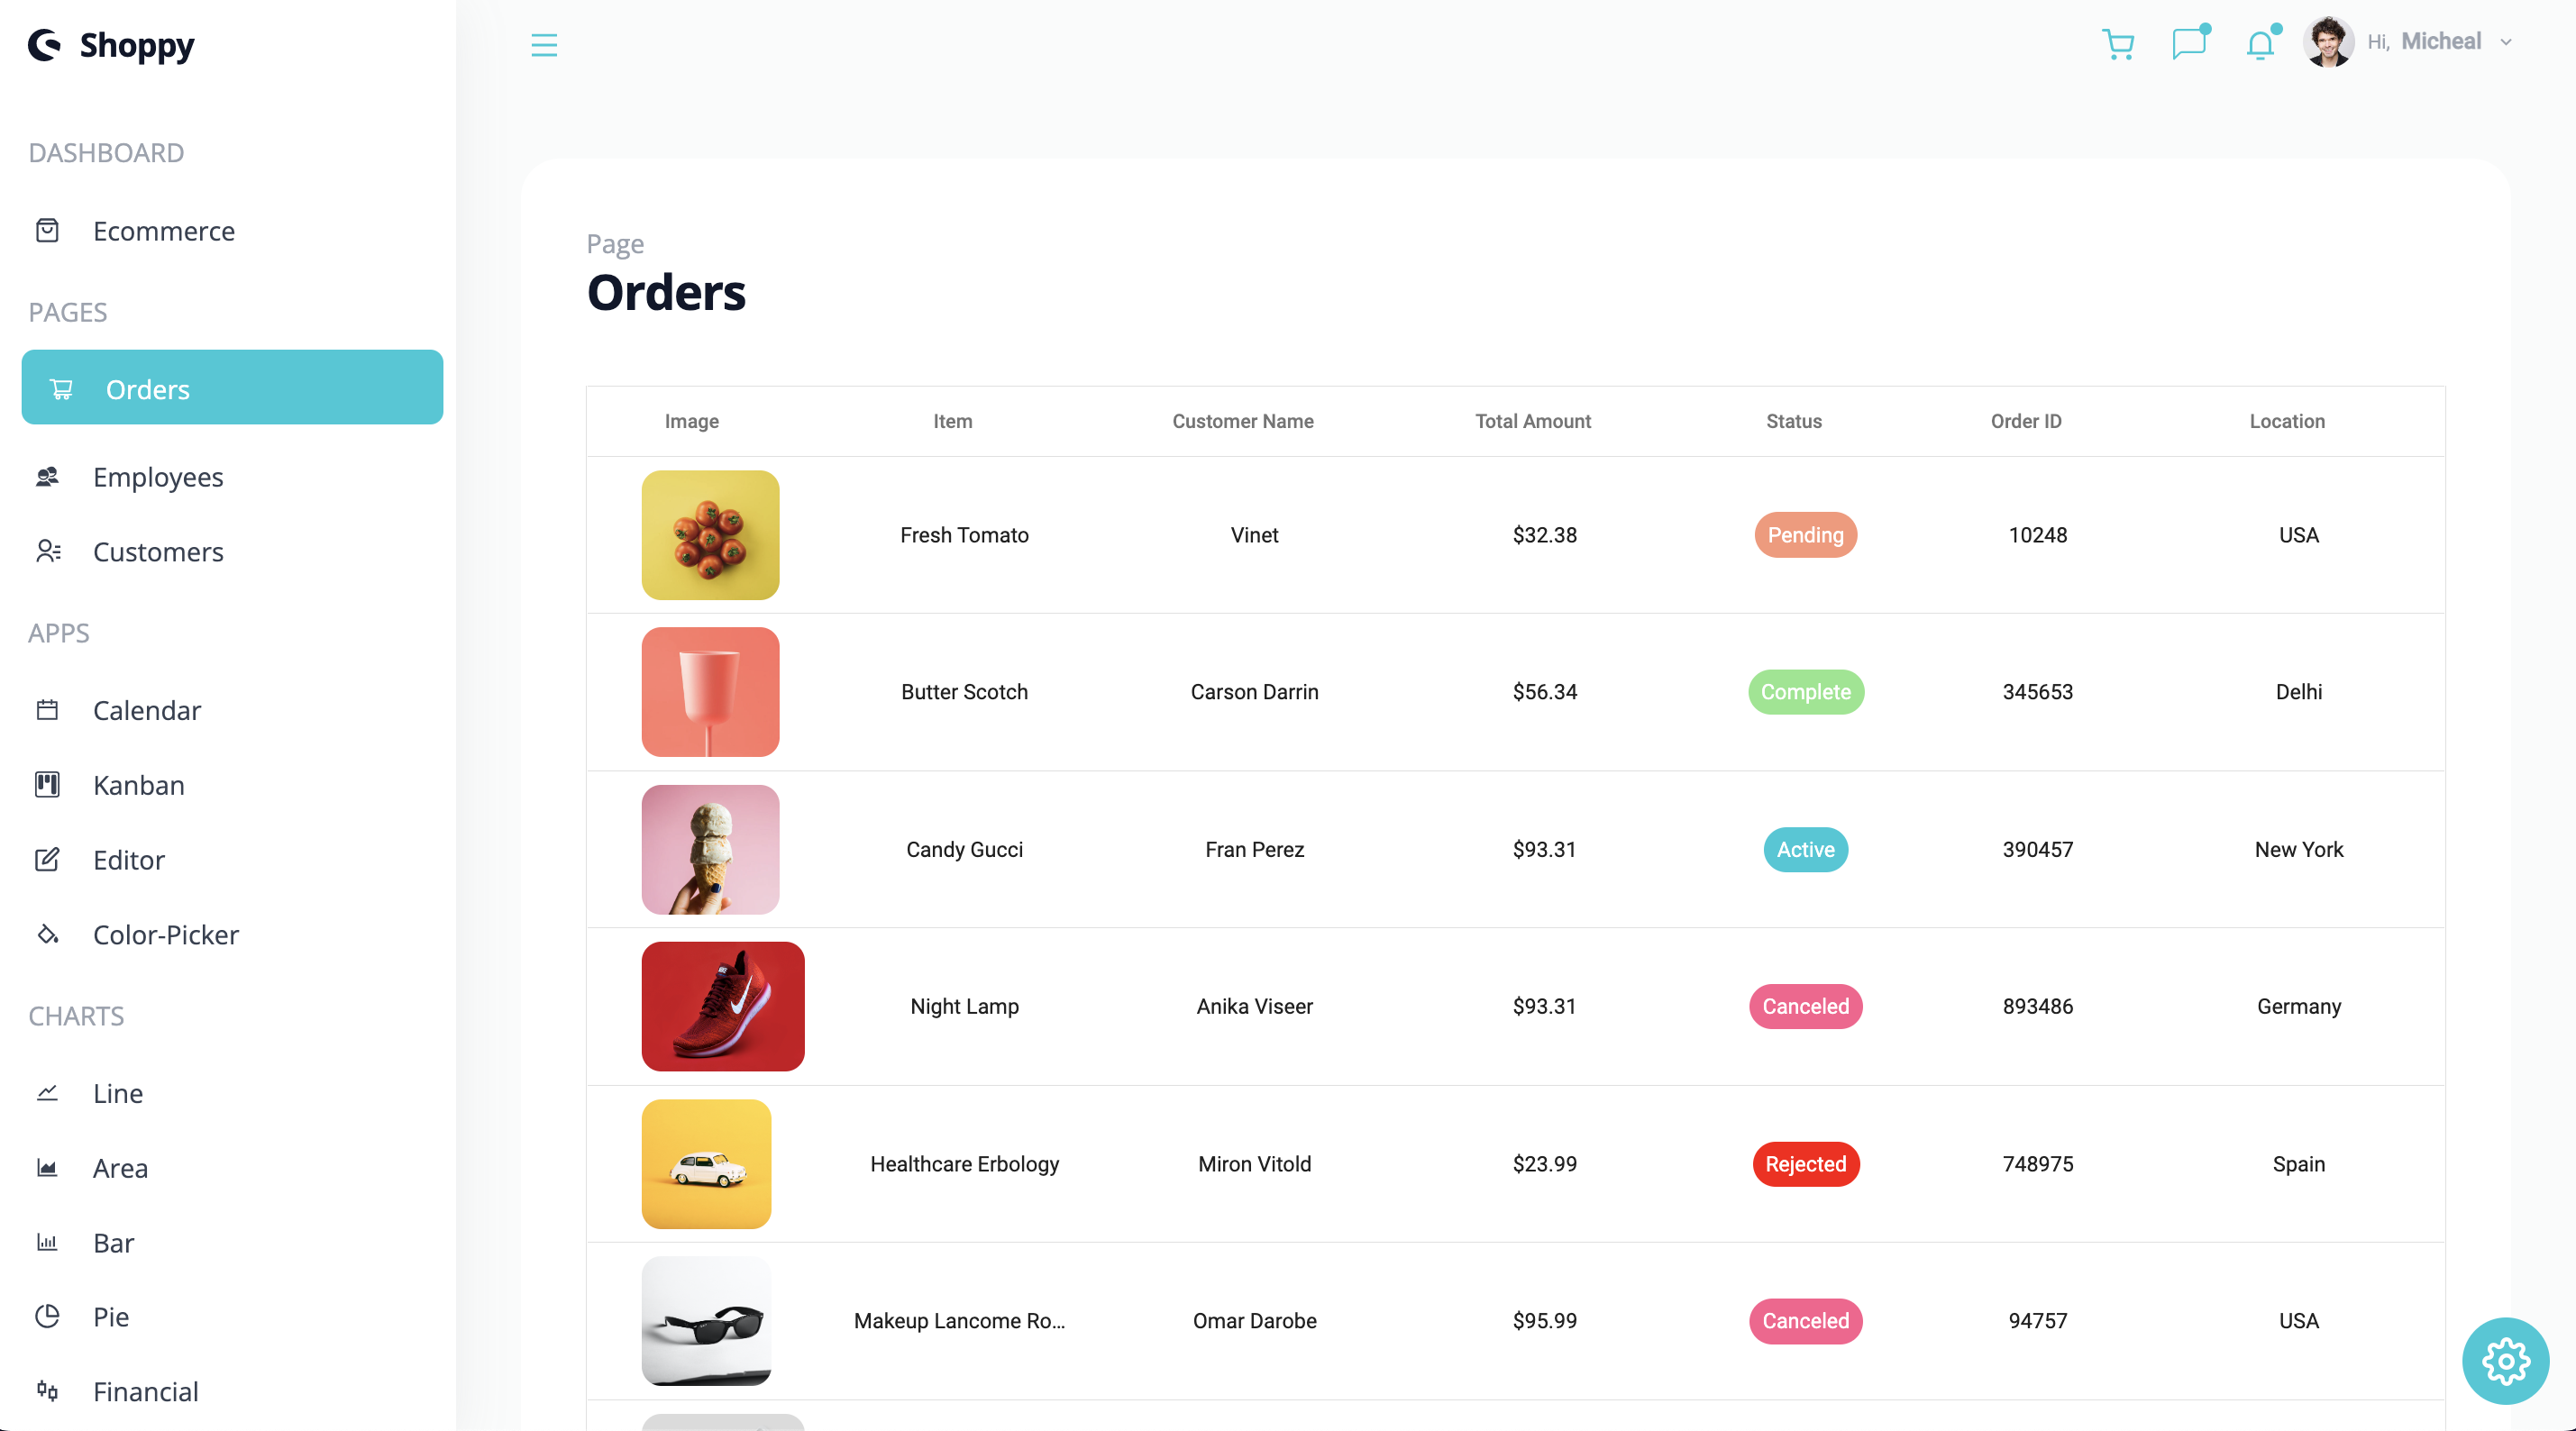 Shoppy
Hi, Micheal
DASHBOARD
Ecommerce
PAGES
Orders
Employees
Customers
APPS
Calendar
Kanban
Editor
Color-Picker
CHARTS
Line
Area
Bar
Pie
Financial
Page
Orders
Image Item Customer Name Total Amount Status Order ID Location
Fresh Tomato Vinet $32.38 Pending 10248 USA
Butter Scotch Carson Darrin $56.34 Complete 345653 Delhi
Candy Gucci Fran Perez $93.31 Active 390457 New York
Night Lamp Anika Viseer $93.31 Canceled 893486 Germany
Healthcare Erbology Miron Vitold $23.99 Rejected 748975 Spain
Makeup Lancome Ro... Omar Darobe $95.99 Canceled 94757 USA